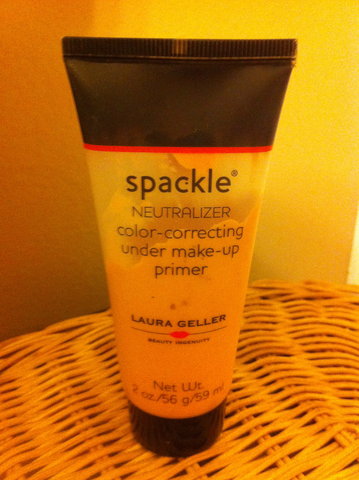 spackle®
NEUTRALIZER
color-correcting
under make-up
primer
LAURA GELLER
BEAUTY INGENUITY
Net Wt.
2 oz./56 g/59 ml